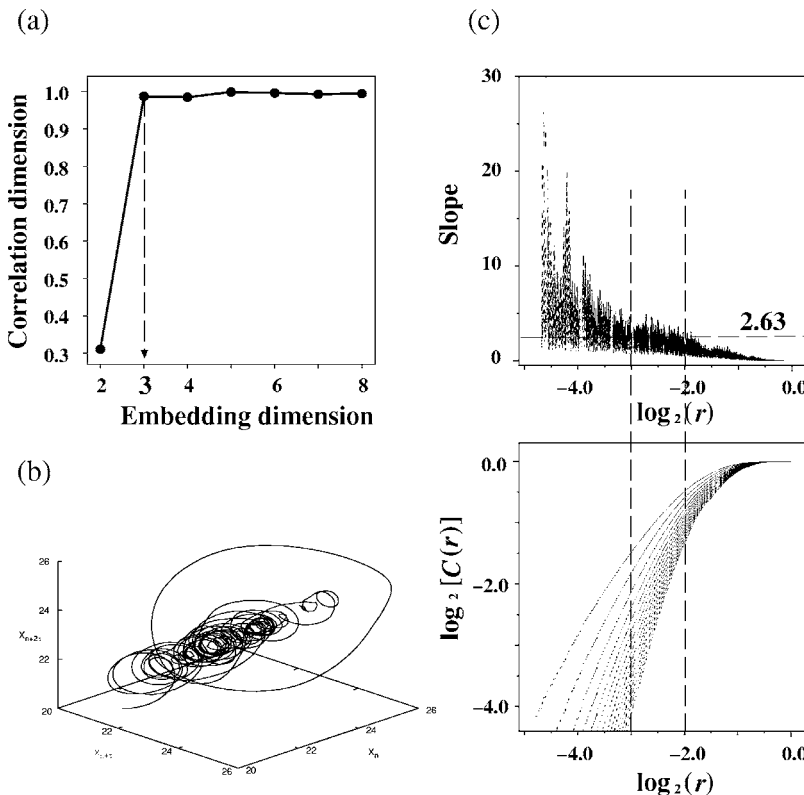 (a)
Correlation dimension
1.0
0.9
0.8
0.7
0.6
0.5
0.4
0.3
2 3 4 6 8
Embedding dimension
(b)
26
24
22
20
X_{n+2τ}
22
24
26
X_{n+τ}
20
22
24
26
X_n
(c)
Slope
30
20
10
0
2.63
−4.0 −2.0 0.0
log ₂ (r)
log ₂ [C(r)]
0.0
−2.0
−4.0
−4.0 −2.0 0.0
log ₂ (r)